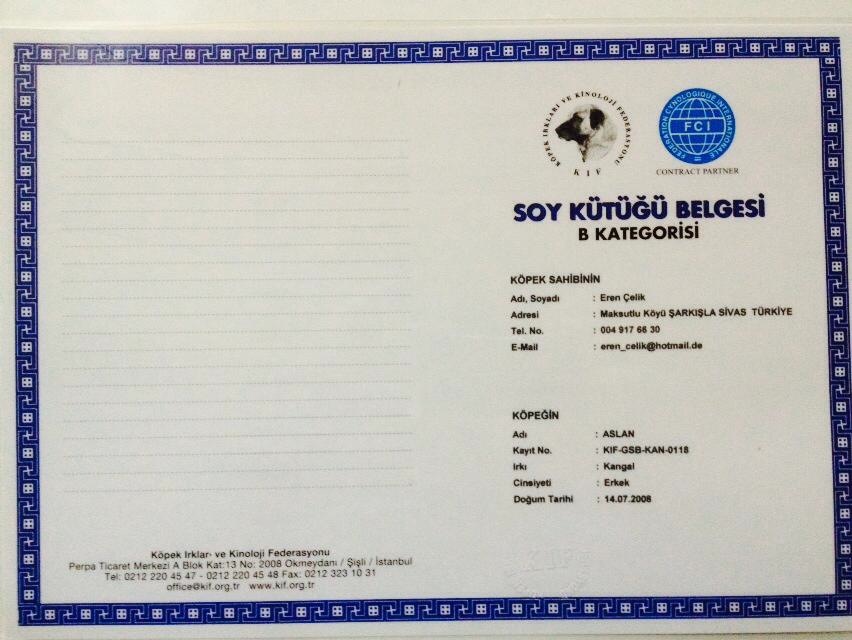 KÖPEK IRKLARI VE KİNOLOJİ FEDERASYONU
KIF
FEDERATION CYNOLOGIQUE INTERNATIONALE
FCI
CONTRACT PARTNER
SOY KÜTÜĞÜ BELGESİ
B KATEGORİSİ
KÖPEK SAHİBİNİN
Adı, Soyadı : Eren Çelik
Adresi : Maksutlu Köyü ŞARKIŞLA SİVAS TÜRKİYE
Tel. No. : 004 917 66 30
E-Mail : eren_celik@hotmail.de
KÖPEĞİN
Adı : ASLAN
Kayıt No. : KIF-GSB-KAN-0118
Irkı : Kangal
Cinsiyeti : Erkek
Doğum Tarihi : 14.07.2008
KIF
Köpek Irklar› ve Kinoloji Federasyonu
Perpa Ticaret Merkezi A Blok Kat:13 No: 2008 Okmeydanı / Şişli / İstanbul
Tel: 0212 220 45 47 - 0212 220 45 48 Fax: 0212 323 10 31
office@kif.org.tr www.kif.org.tr